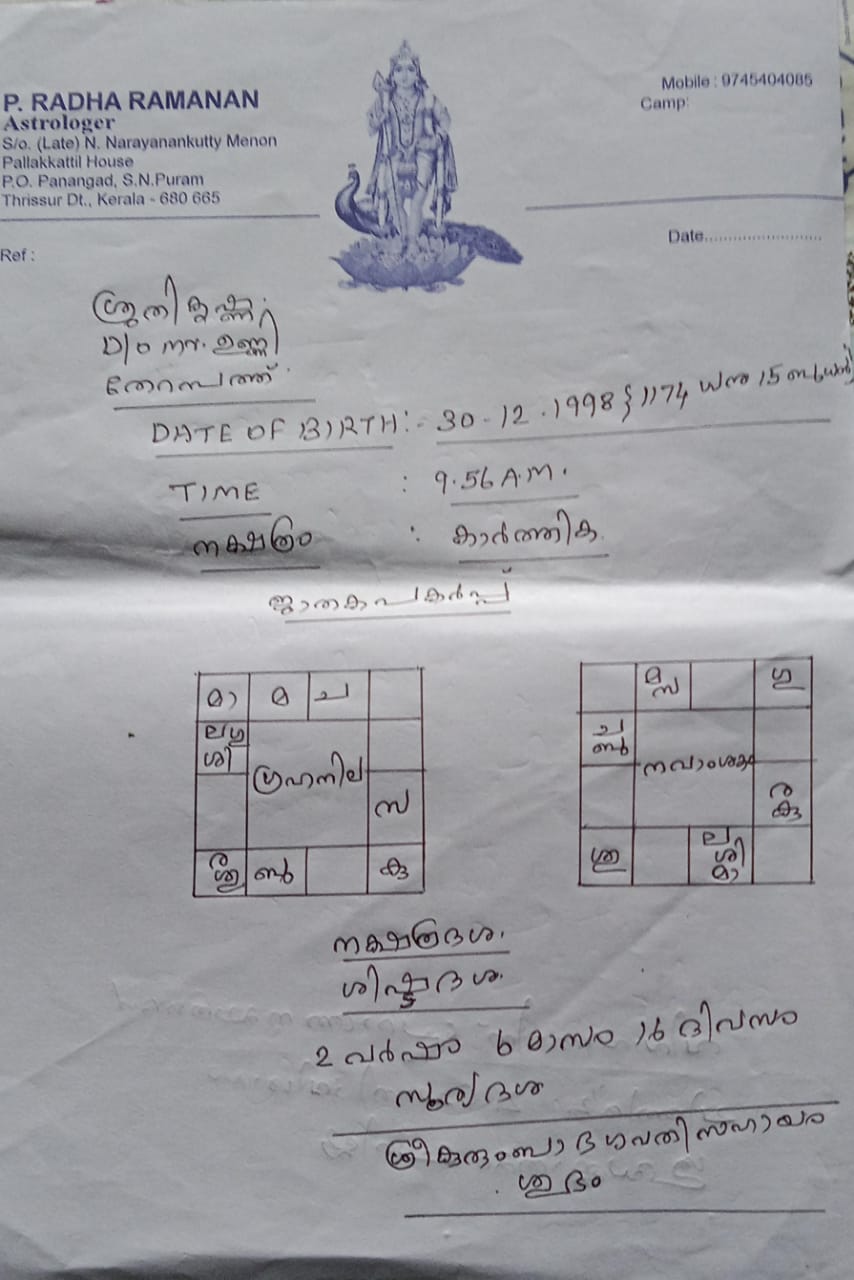 P. RADHA RAMANAN
Astrologer
S/o. (Late) N. Narayanankutty Menon
Pallakkattil House
P.O. Panangad, S.N.Puram
Thrissur Dt., Kerala - 680 665
Mobile : 9745404085
Camp:
Date........................
Ref :
ശ്രുതി കൃഷ്ണ,
D/o Mr. ഉണ്ണി
തേറമ്പത്ത്
DATE OF BIRTH :- 30-12.1998 } 1174 ധനു 15 ബുധൻ
TIME : 9.56 A.M.
നക്ഷത്രം : കാർത്തിക
ജാതകപകർപ്പ്
മാ മ ച
ലഗ്ന
ശി
ഗ്രഹനില
സ
ര
ശു ബു കു
മ
സ
ഗു
ച
ബു
നവാംശകം
ര
കു
ശു
ല
ശി
മാ
നക്ഷത്രദശ.
ശിഷ്ടദശ.
2 വർഷം 6 മാസം 16 ദിവസം
സൂര്യദശ
ശ്രീകുരുംബാ ഭഗവതി സഹായം
ശുഭം